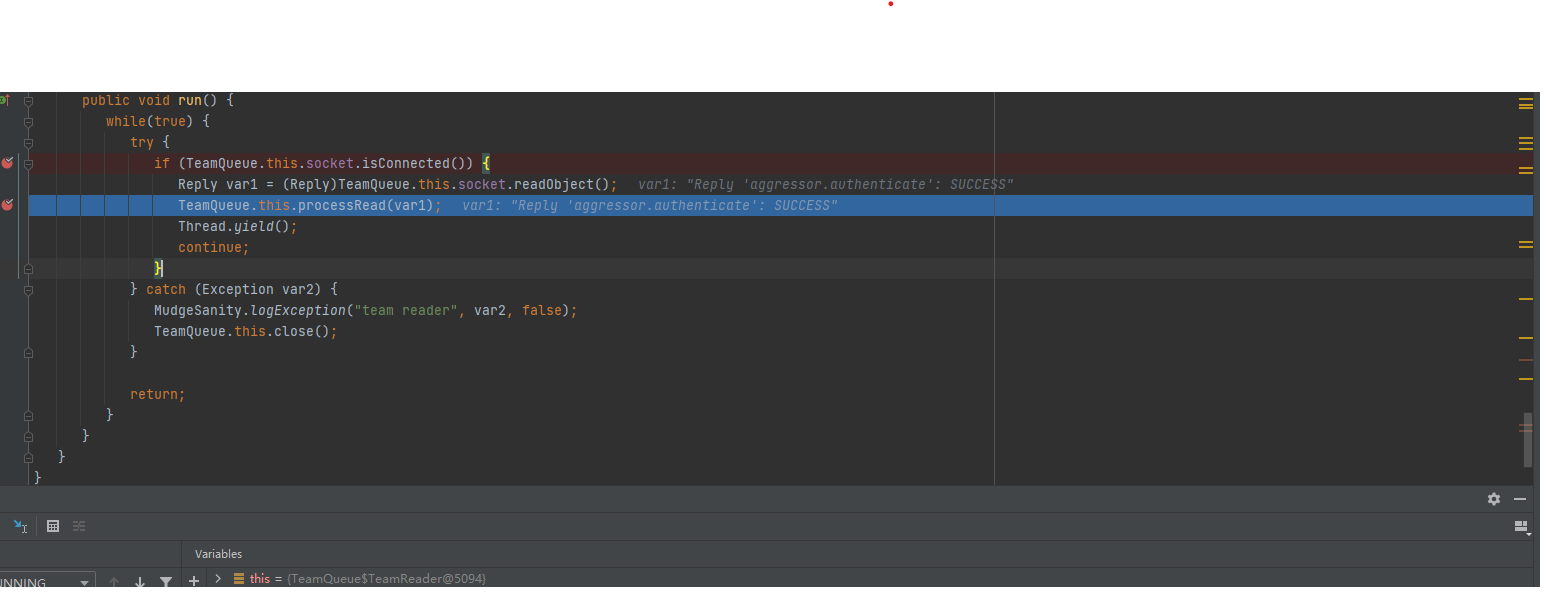 public void run() {
while(true) {
try {
if (TeamQueue.this.socket.isConnected()) {
Reply var1 = (Reply)TeamQueue.this.socket.readObject(); var1: "Reply 'aggressor.authenticate': SUCCESS"
TeamQueue.this.processRead(var1); var1: "Reply 'aggressor.authenticate': SUCCESS"
Thread.yield();
continue;
}
} catch (Exception var2) {
MudgeSanity.logException("team reader", var2, false);
TeamQueue.this.close();
}
return;
}
}
}
}
Variables
UNNING
this = {TeamQueue$TeamReader@5094}